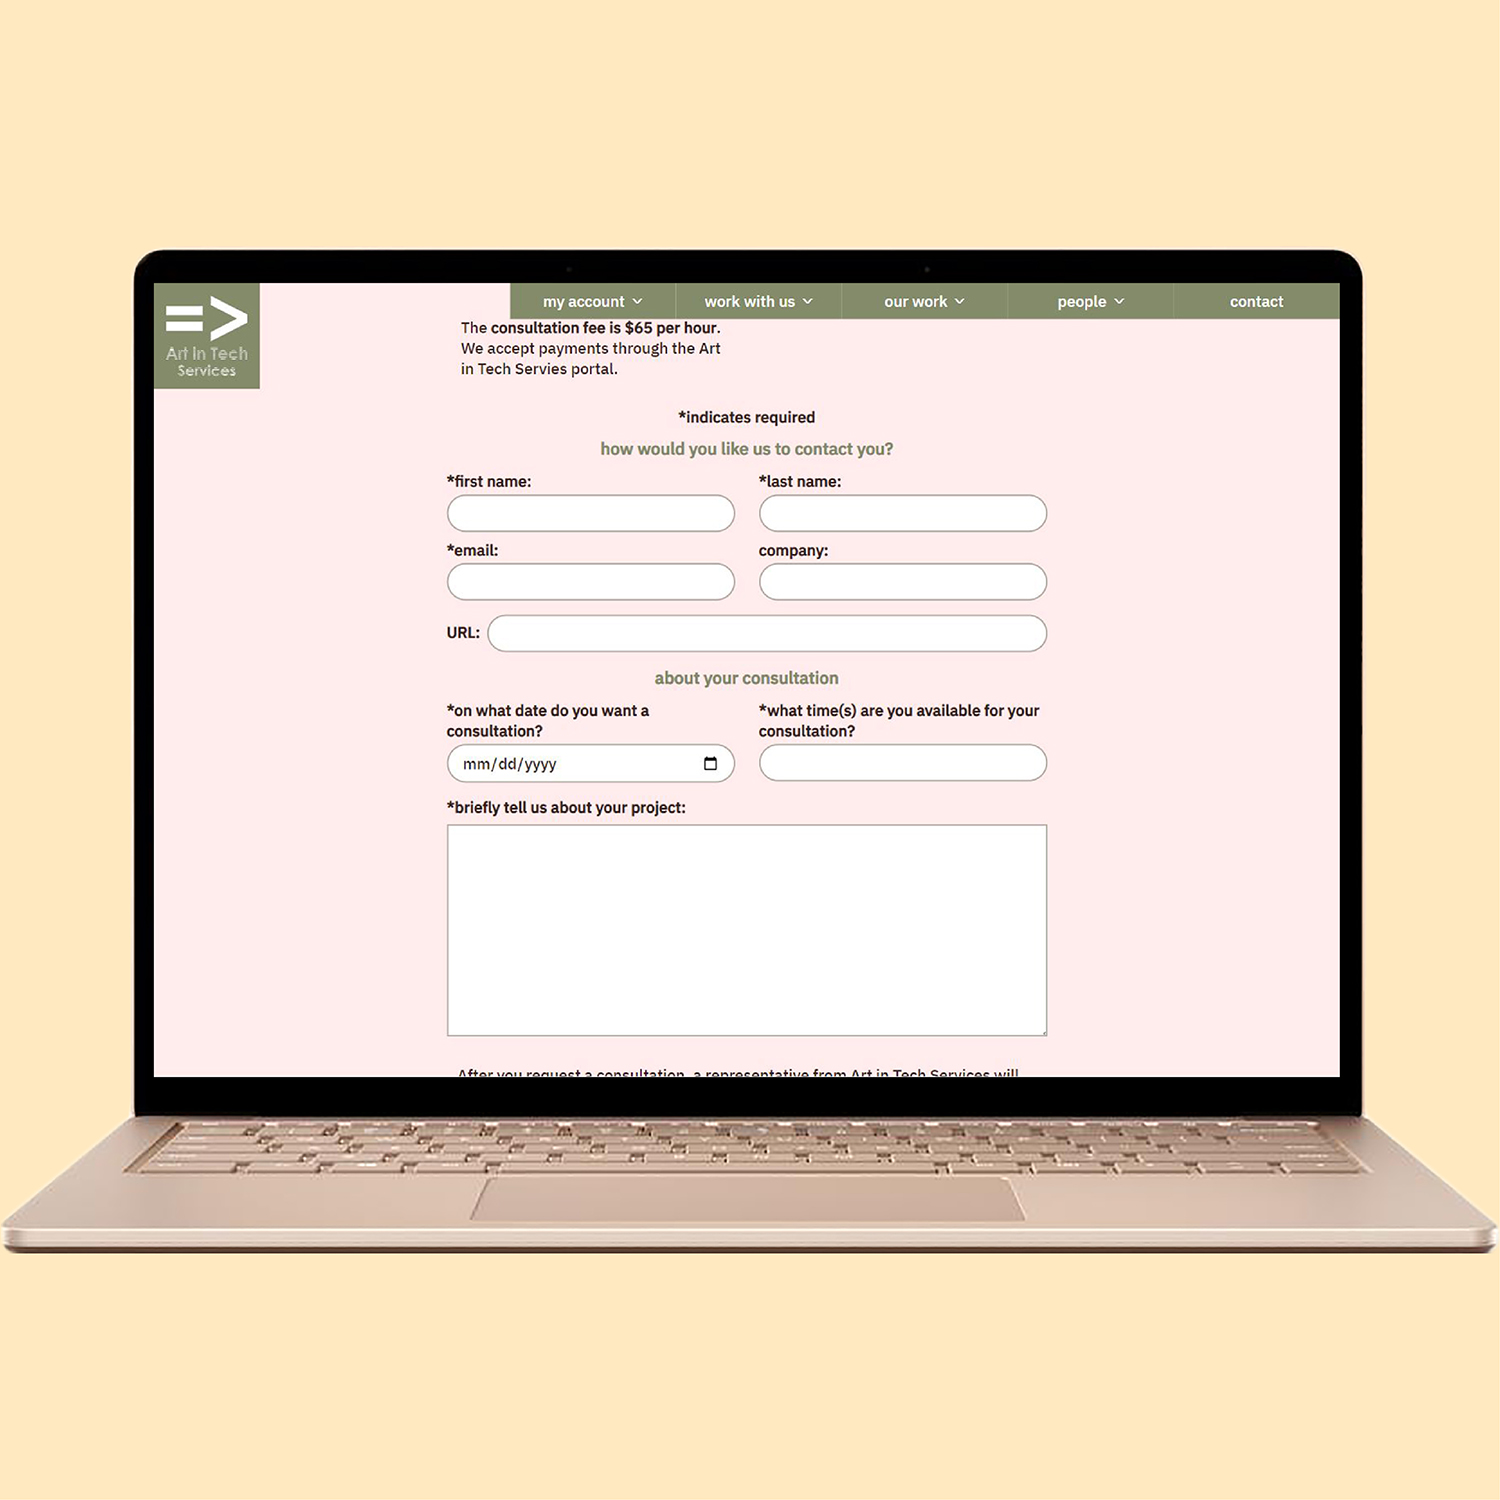 =>
Art in Tech
Services
my account
work with us
our work
people
contact
The consultation fee is $65 per hour.
We accept payments through the Art
in Tech Servies portal.
*indicates required
how would you like us to contact you?
*first name:
*last name:
*email:
company:
URL:
about your consultation
*on what date do you want a
consultation?
*what time(s) are you available for your
consultation?
mm/dd/yyyy
*briefly tell us about your project:
After you request a consultation, a representative from Art in Tech Services will